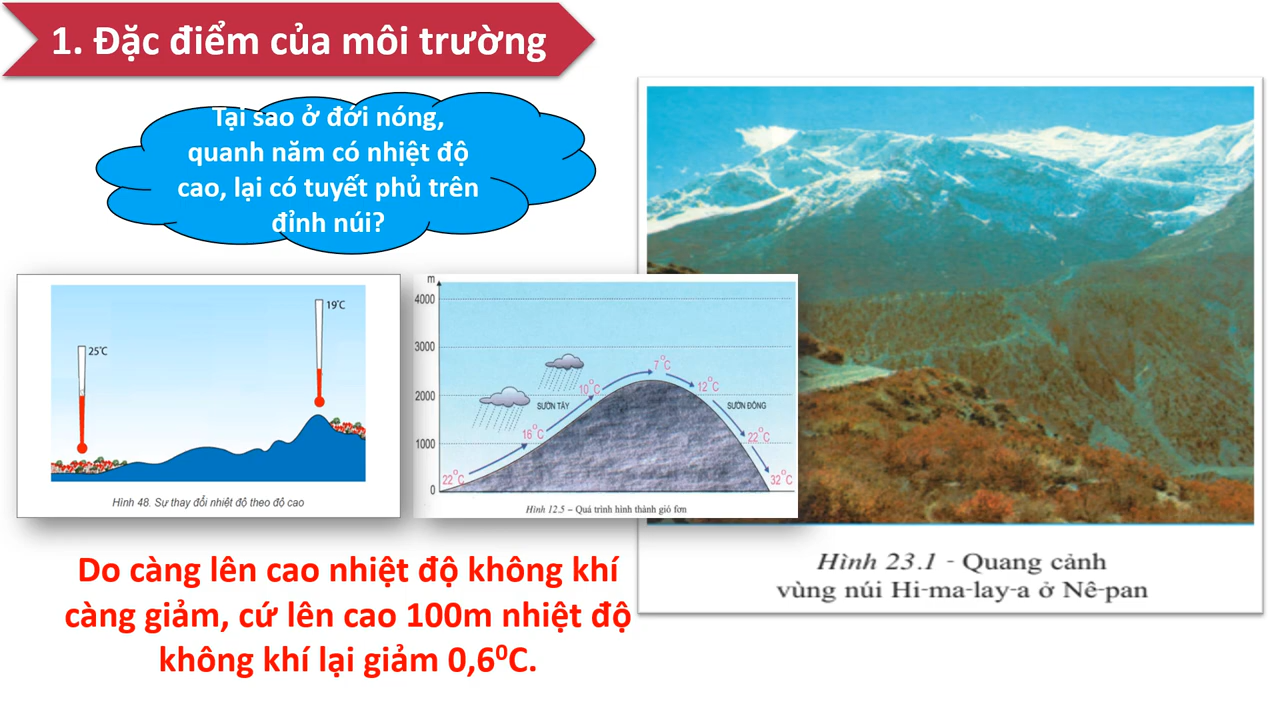 1. Đặc điểm của môi trường
Tại sao ở đới nóng,
quanh năm có nhiệt độ
cao, lại có tuyết phủ trên
đỉnh núi?
25°C
19°C
Hình 48. Sự thay đổi nhiệt độ theo độ cao
m
4000
3000
2000
1000
0
22°C
16°C
10°C
7°C
12°C
22°C
32°C
SƯỜN TÂY
SƯỜN ĐÔNG
Hình 12.5 – Quá trình hình thành gió fơn
Hình 23.1 - Quang cảnh
vùng núi Hi-ma-lay-a ở Nê-pan
Do càng lên cao nhiệt độ không khí
càng giảm, cứ lên cao 100m nhiệt độ
không khí lại giảm 0,6⁰C.